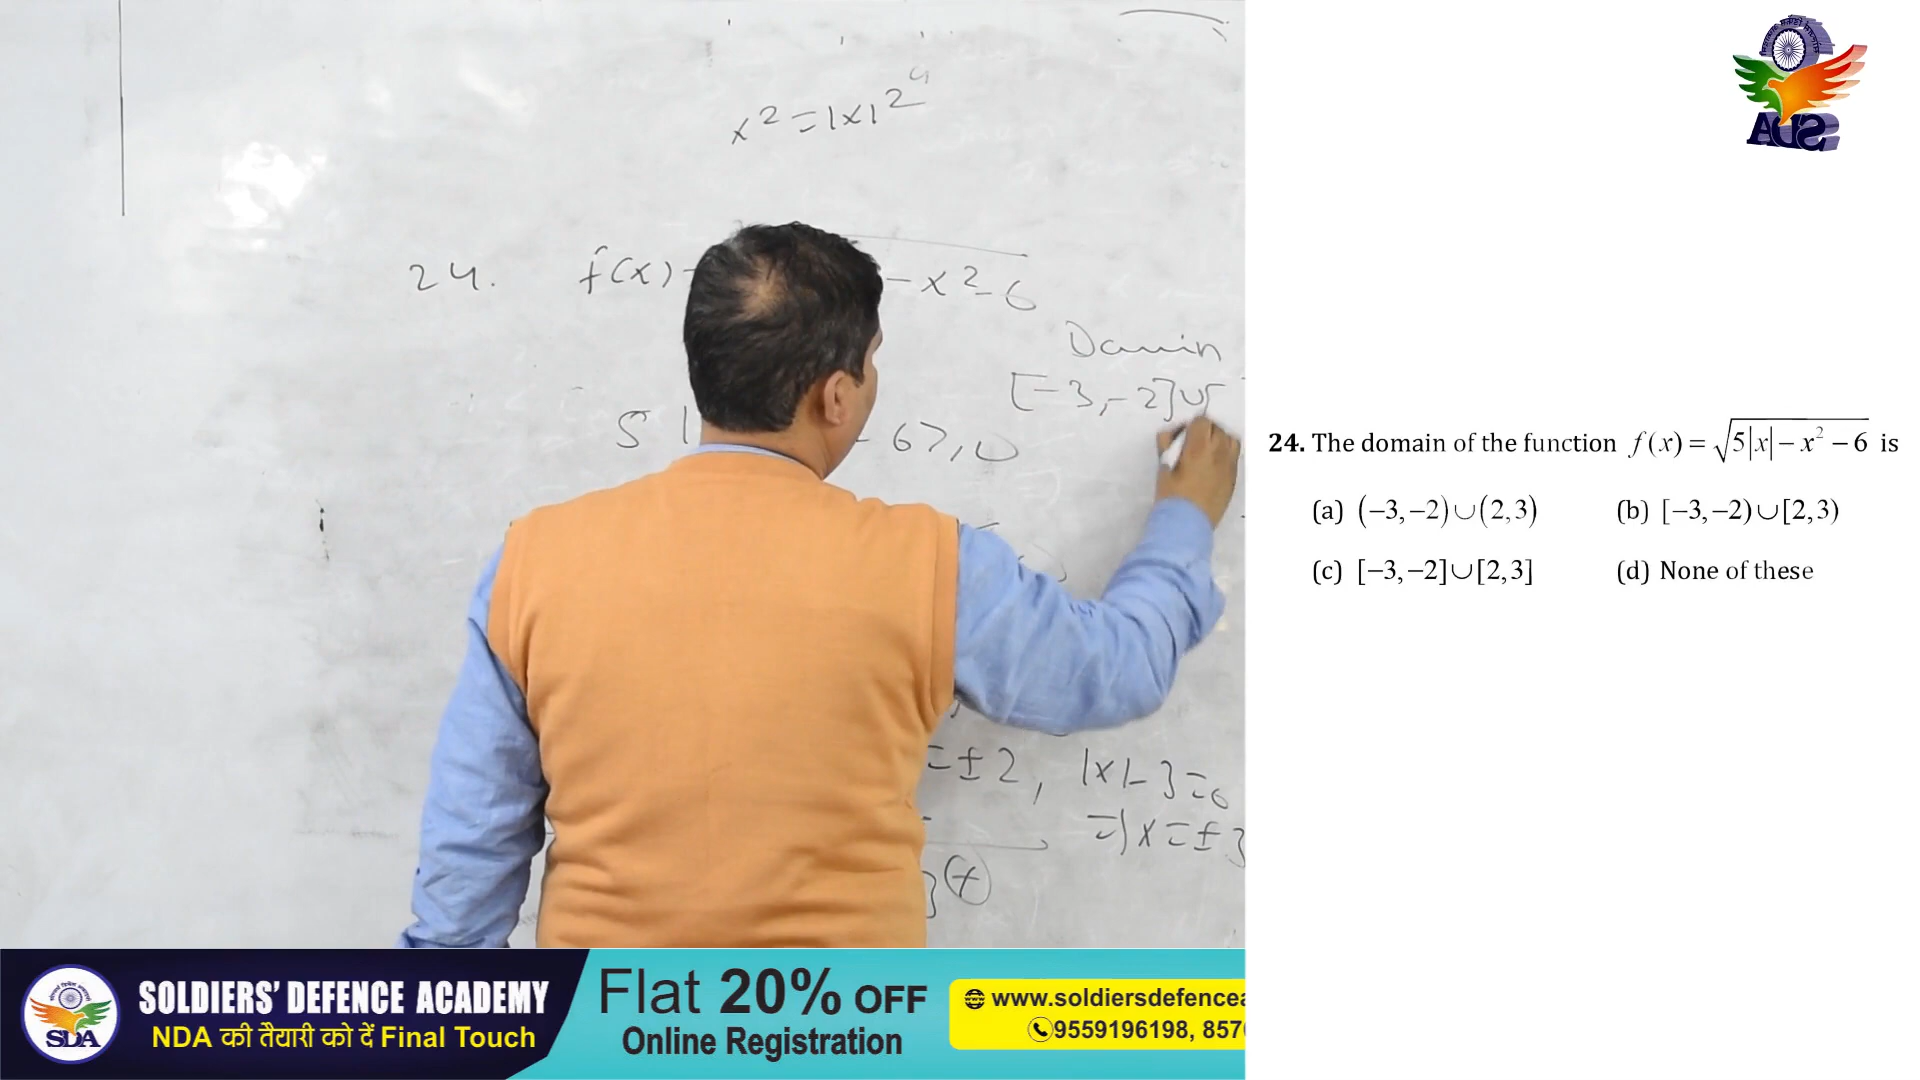 x² = |x|²
24. f(x) - x² - 6
Domain
[-3, -2] ∪ [
5 | - 6 ≥ 0
= ± 2, |x| - 3 = 0
⇒ x = ± 3
24. The domain of the function f(x) = √(5|x| − x² − 6) is
(a) (−3,−2)∪(2,3) (b) [−3,−2)∪[2,3)
(c) [−3,−2]∪[2,3] (d) None of these
SDA
SOLDIERS' DEFENCE ACADEMY
NDA की तैयारी को दें Final Touch
Flat 20% OFF
Online Registration
www.soldiersdefencea
9559196198, 857
SDA